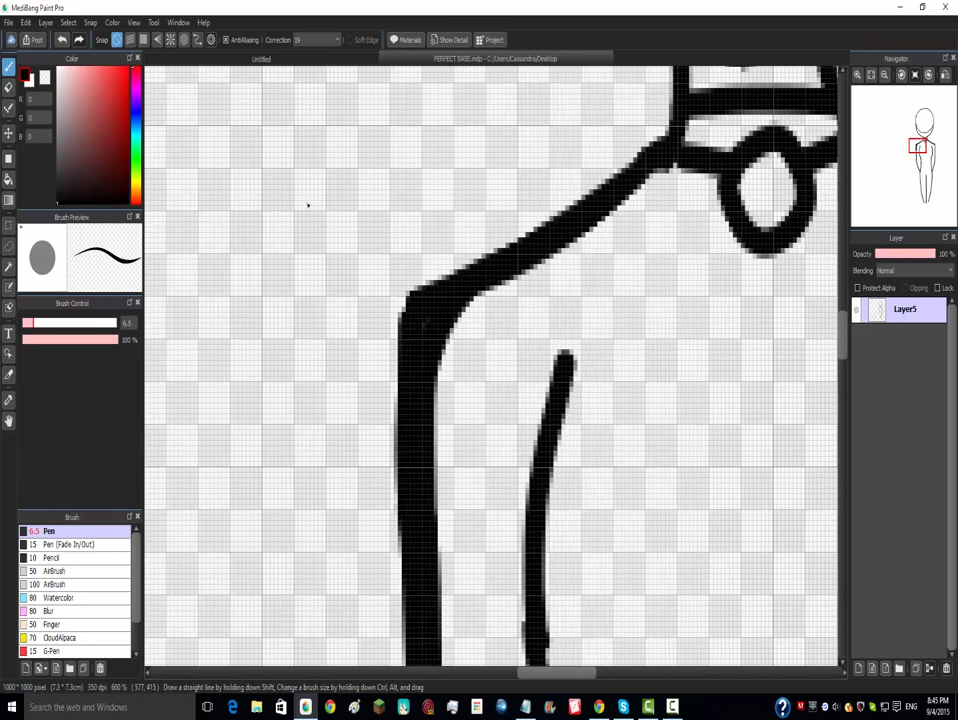 MediBang Paint Pro
File Edit Layer Select Snap Color View Tool Window Help
Post Snap AntiAliasing Correction 19 Soft Edge Materials Show Detail Project
Untitled
PERFECT BASE.mdp - C:/Users/Cassandra/Desktop
Color
R 0
G 0
B 0
Brush Preview
Brush Control
6.5
100 %
Brush
6.5 Pen
15 Pen (Fade In/Out)
10 Pencil
50 AirBrush
100 AirBrush
80 Watercolor
80 Blur
50 Finger
70 CloudAlpaca
15 G-Pen
Navigator
Layer
Opacity 100 %
Blending Normal
Protect Alpha Clipping Lock
Layer5
1000 * 1000 pixel (7.3 * 7.3cm) 350 dpi 600 % (577, 415) Draw a straight line by holding down Shift, Change a brush size by holding down Ctrl, Alt, and drag
Search the web and Windows
ENG
8:45 PM
9/4/2015